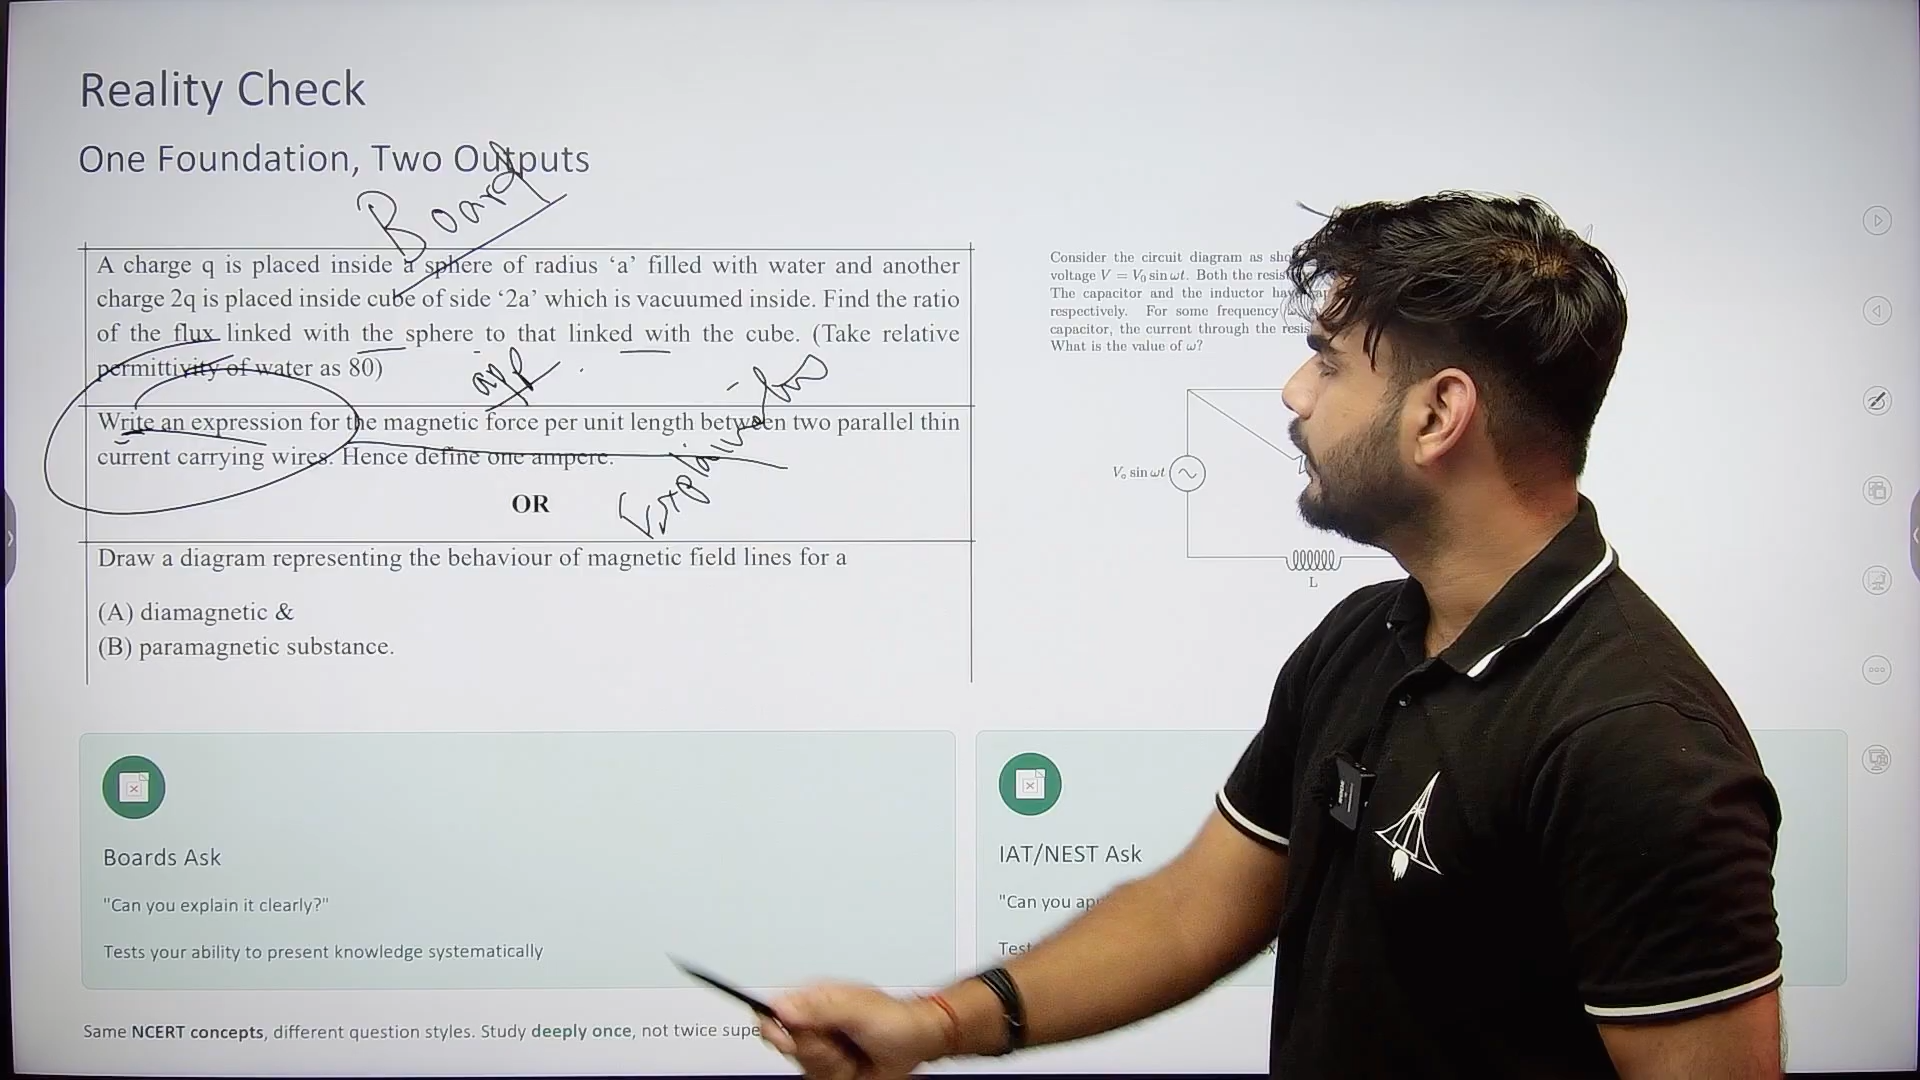 Reality Check
One Foundation, Two Outputs
Board
A charge q is placed inside a sphere of radius ‘a’ filled with water and another
charge 2q is placed inside cube of side ‘2a’ which is vacuumed inside. Find the ratio
of the flux linked with the sphere to that linked with the cube. (Take relative
permittivity of water as 80)
app
Write an expression for the magnetic force per unit length between two parallel thin
current carrying wires. Hence define one ampere.
OR
Draw a diagram representing the behaviour of magnetic field lines for a
(A) diamagnetic &
(B) paramagnetic substance.
Consider the circuit diagram as
voltage V = V₀ sin ωt. Both the
The capacitor and the inductor
respectively. For some frequency
capacitor, the current through the
What is the value of ω?
V₀ sin ωt
L
Boards Ask
"Can you explain it clearly?"
Tests your ability to present knowledge systematically
IAT/NEST Ask
"Can you
Same NCERT concepts, different question styles. Study deeply once, not twice